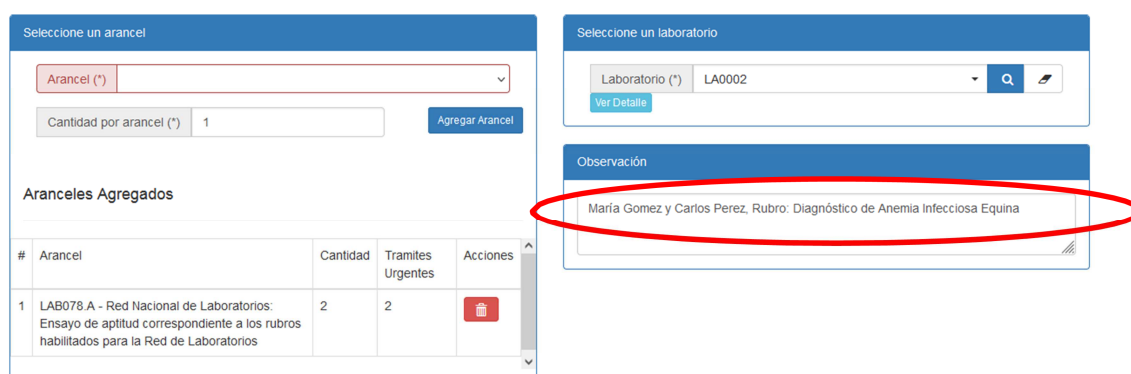 Seleccione un arancel
Arancel (*)
Cantidad por arancel (*) 1
Agregar Arancel
Aranceles Agregados
# Arancel Cantidad Tramites Urgentes Acciones
1 LAB078.A - Red Nacional de Laboratorios: 2 2
Ensayo de aptitud correspondiente a los rubros
habilitados para la Red de Laboratorios
Seleccione un laboratorio
Laboratorio (*) LA0002
Ver Detalle
Observación
María Gomez y Carlos Perez, Rubro: Diagnóstico de Anemia Infecciosa Equina